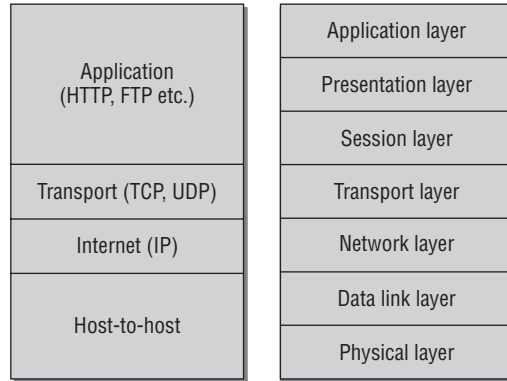 Application
(HTTP, FTP etc.)
Transport (TCP, UDP)
Internet (IP)
Host-to-host
Application layer
Presentation layer
Session layer
Transport layer
Network layer
Data link layer
Physical layer